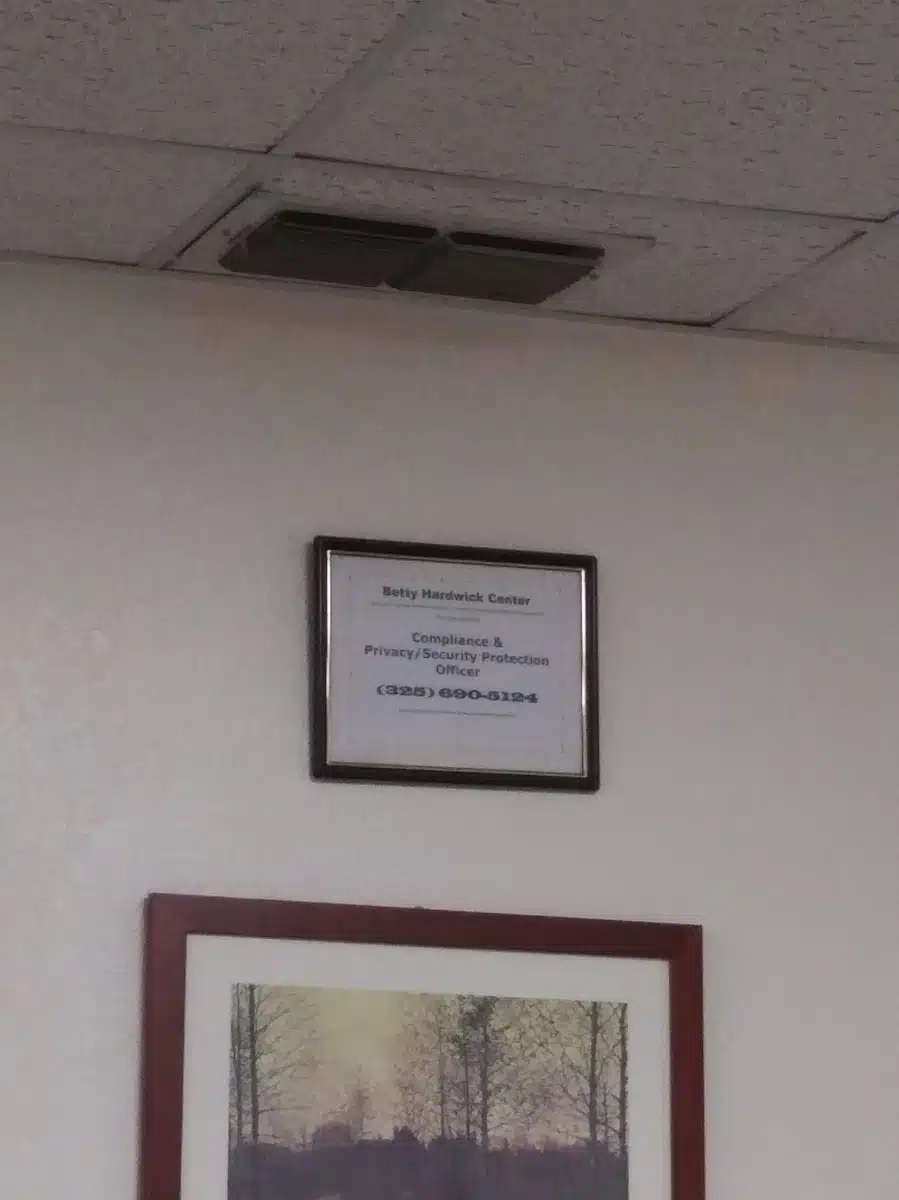 Betty Hardwick Center
Compliance &
Privacy/Security Protection
Officer
(325) 690-5124